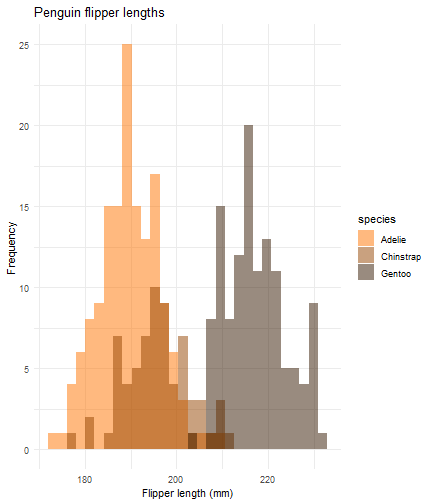 Penguin flipper lengths
25
20
15
10
5
0
Frequency
180
200
220
Flipper length (mm)
species
Adelie
Chinstrap
Gentoo